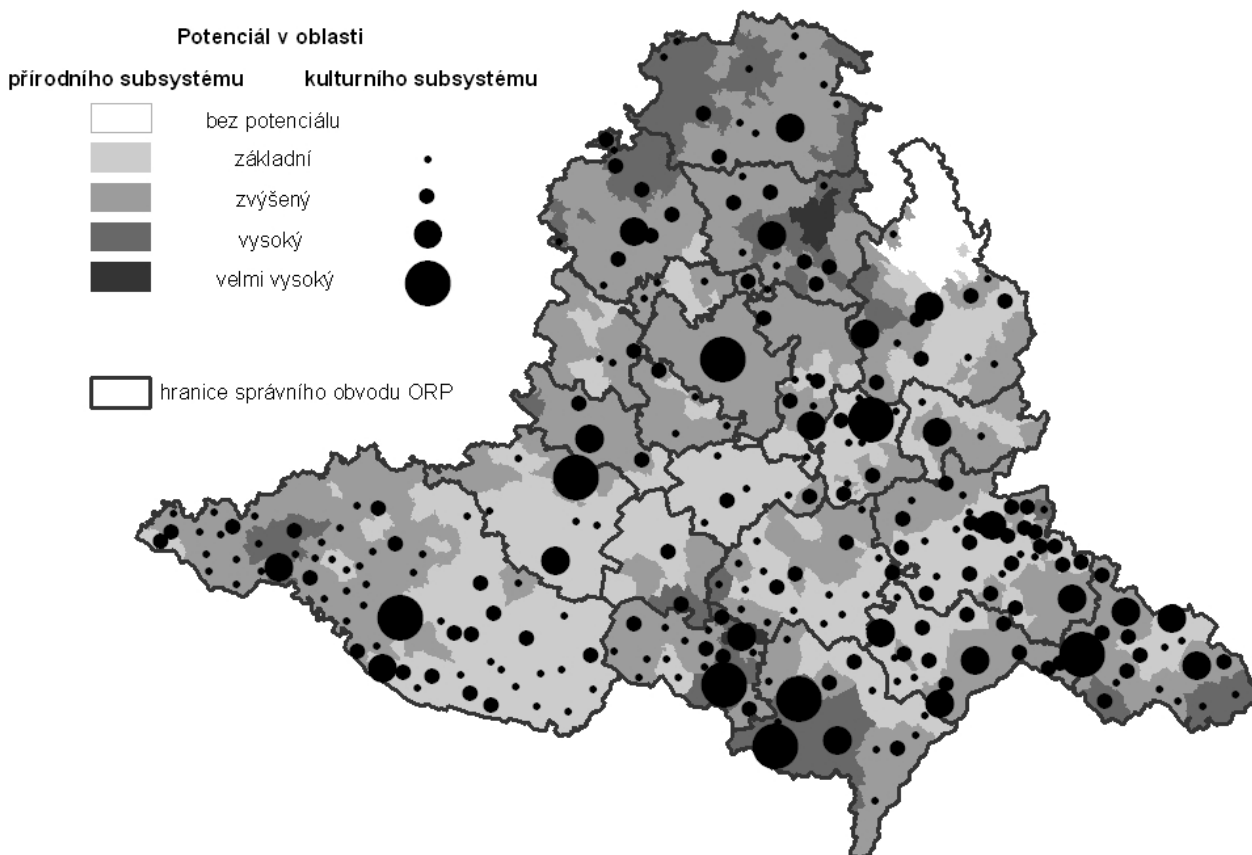 Potenciál v oblasti
přírodního subsystému kulturního subsystému
bez potenciálu
základní
zvýšený
vysoký
velmi vysoký
hranice správního obvodu ORP